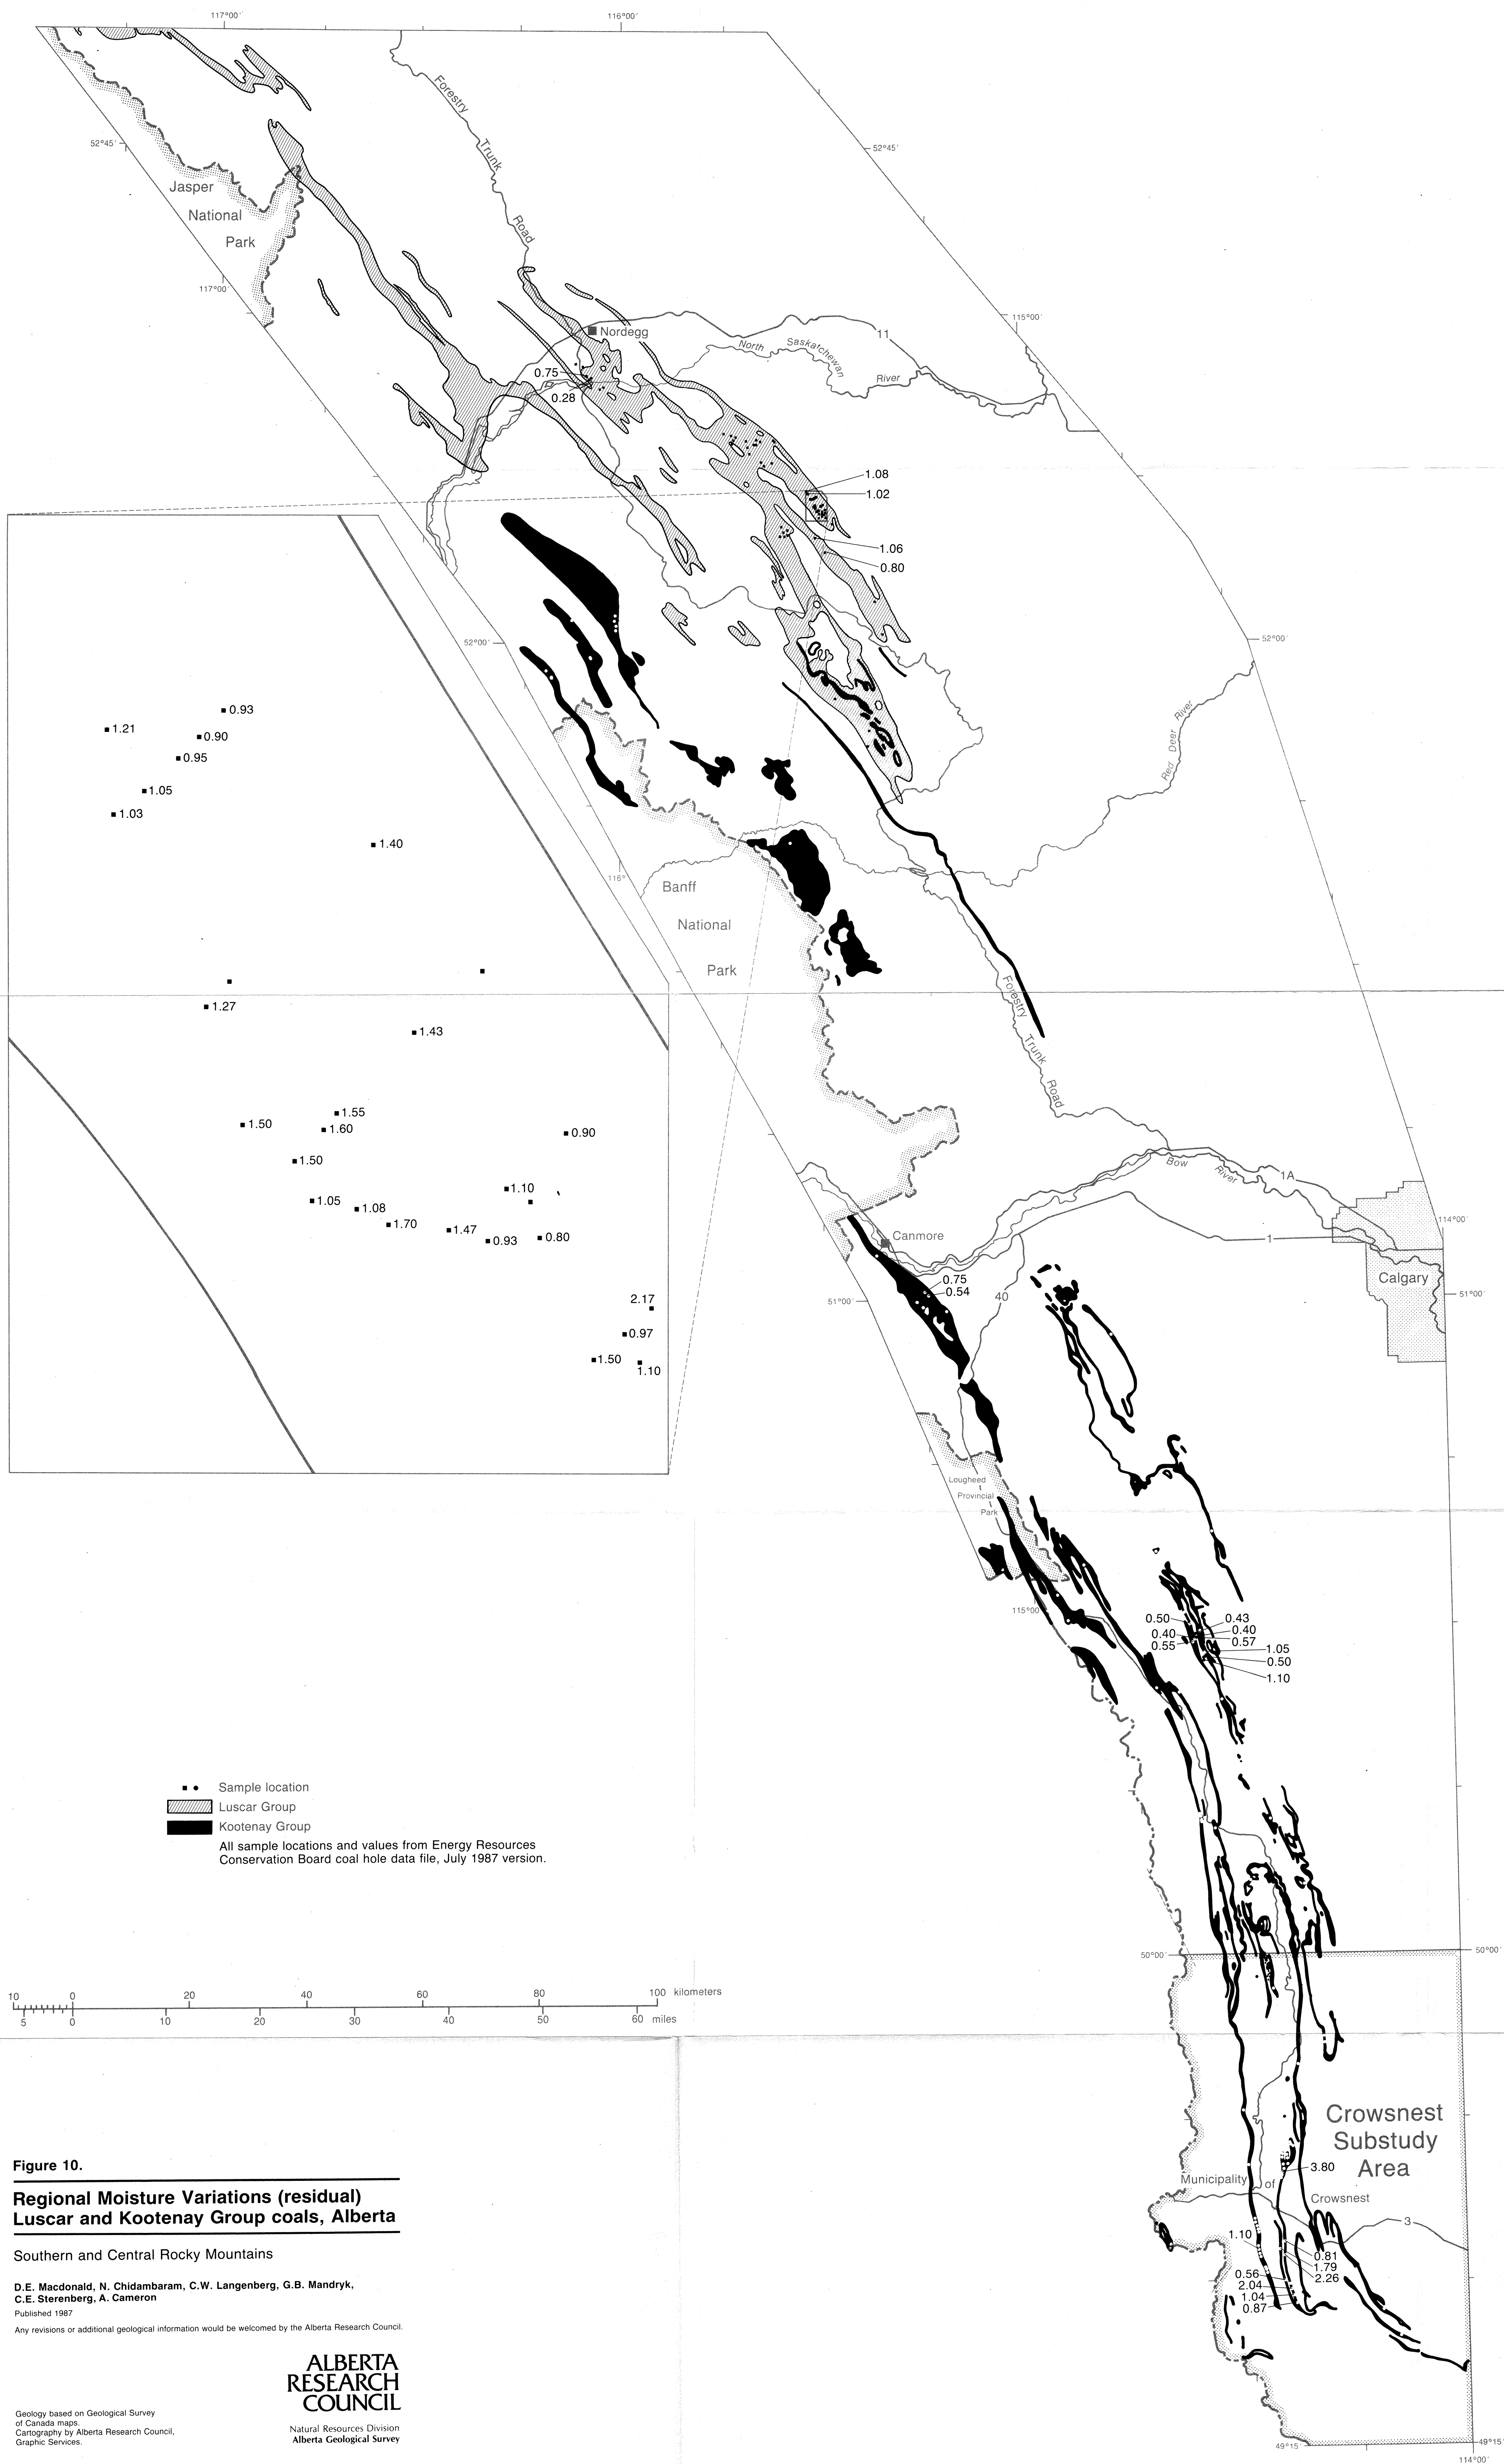 117°00'
116°00'
Forestry
Trunk
Road
52°45'
52°45'
Jasper
National
Park
117°00'
115°00'
Nordegg
11
North
Saskatchewan
River
0.75
0.28
1.08
1.02
1.06
0.80
52°00'
52°00'
Red
Deer
River
0.93
1.21
0.90
0.95
1.05
1.03
1.40
116°
Banff
National
Park
1.27
1.43
Forestry
Trunk
Road
1.55
1.50
1.60
0.90
1.50
1.10
1.05
1.08
1.70
1.47
0.93
0.80
2.17
0.97
1.50
1.10
Bow
River
1A
114°00'
Canmore
1
Calgary
0.75
0.54
40
51°00'
51°00'
Lougheed
Provincial
Park
115°00'
0.50
0.43
0.40
0.40
0.57
0.55
1.05
0.50
1.10
Sample location
Luscar Group
Kootenay Group
All sample locations and values from Energy Resources
Conservation Board coal hole data file, July 1987 version.
50°00'
50°00'
10 0 20 40 60 80 100 kilometers
5 0 10 20 30 40 50 60 miles
Crowsnest
Substudy
Area
3.80
Municipality of
Crowsnest
3
1.10
0.81
1.79
2.26
0.56
2.04
1.04
0.87
49°15'
49°15'
114°00'
Figure 10.
Regional Moisture Variations (residual)
Luscar and Kootenay Group coals, Alberta
Southern and Central Rocky Mountains
D.E. Macdonald, N. Chidambaram, C.W. Langenberg, G.B. Mandryk,
C.E. Sterenberg, A. Cameron
Published 1987
Any revisions or additional geological information would be welcomed by the Alberta Research Council.
ALBERTA
RESEARCH
COUNCIL
Natural Resources Division
Alberta Geological Survey
Geology based on Geological Survey
of Canada maps.
Cartography by Alberta Research Council,
Graphic Services.